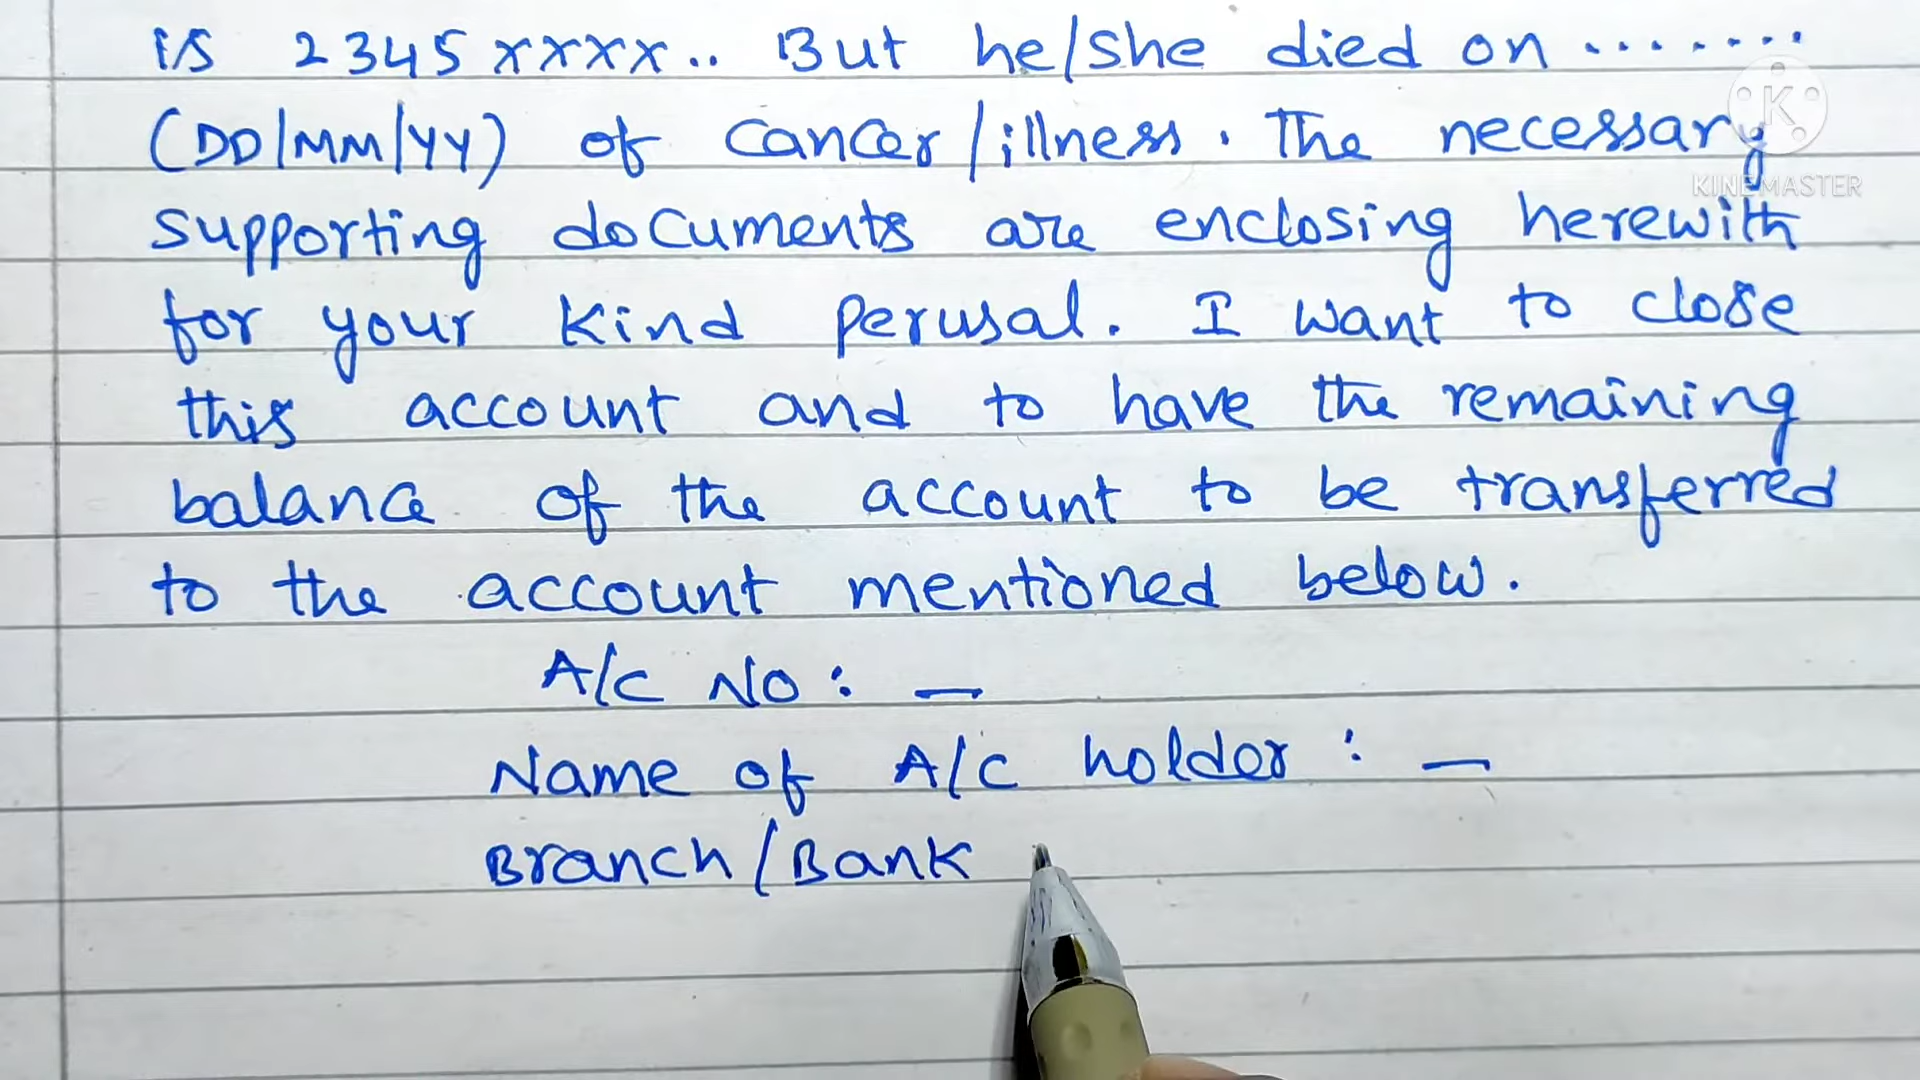 is 2345xxxx.. But he/she died on .......
(DD/MM/YY) of cancer/illness. The necessary
KINEMASTER
supporting documents are enclosing herewith
for your kind perusal. I want to close
this account and to have the remaining
balance of the account to be transferred
to the account mentioned below.
A/c No: —
Name of A/c holder: —
Branch/Bank